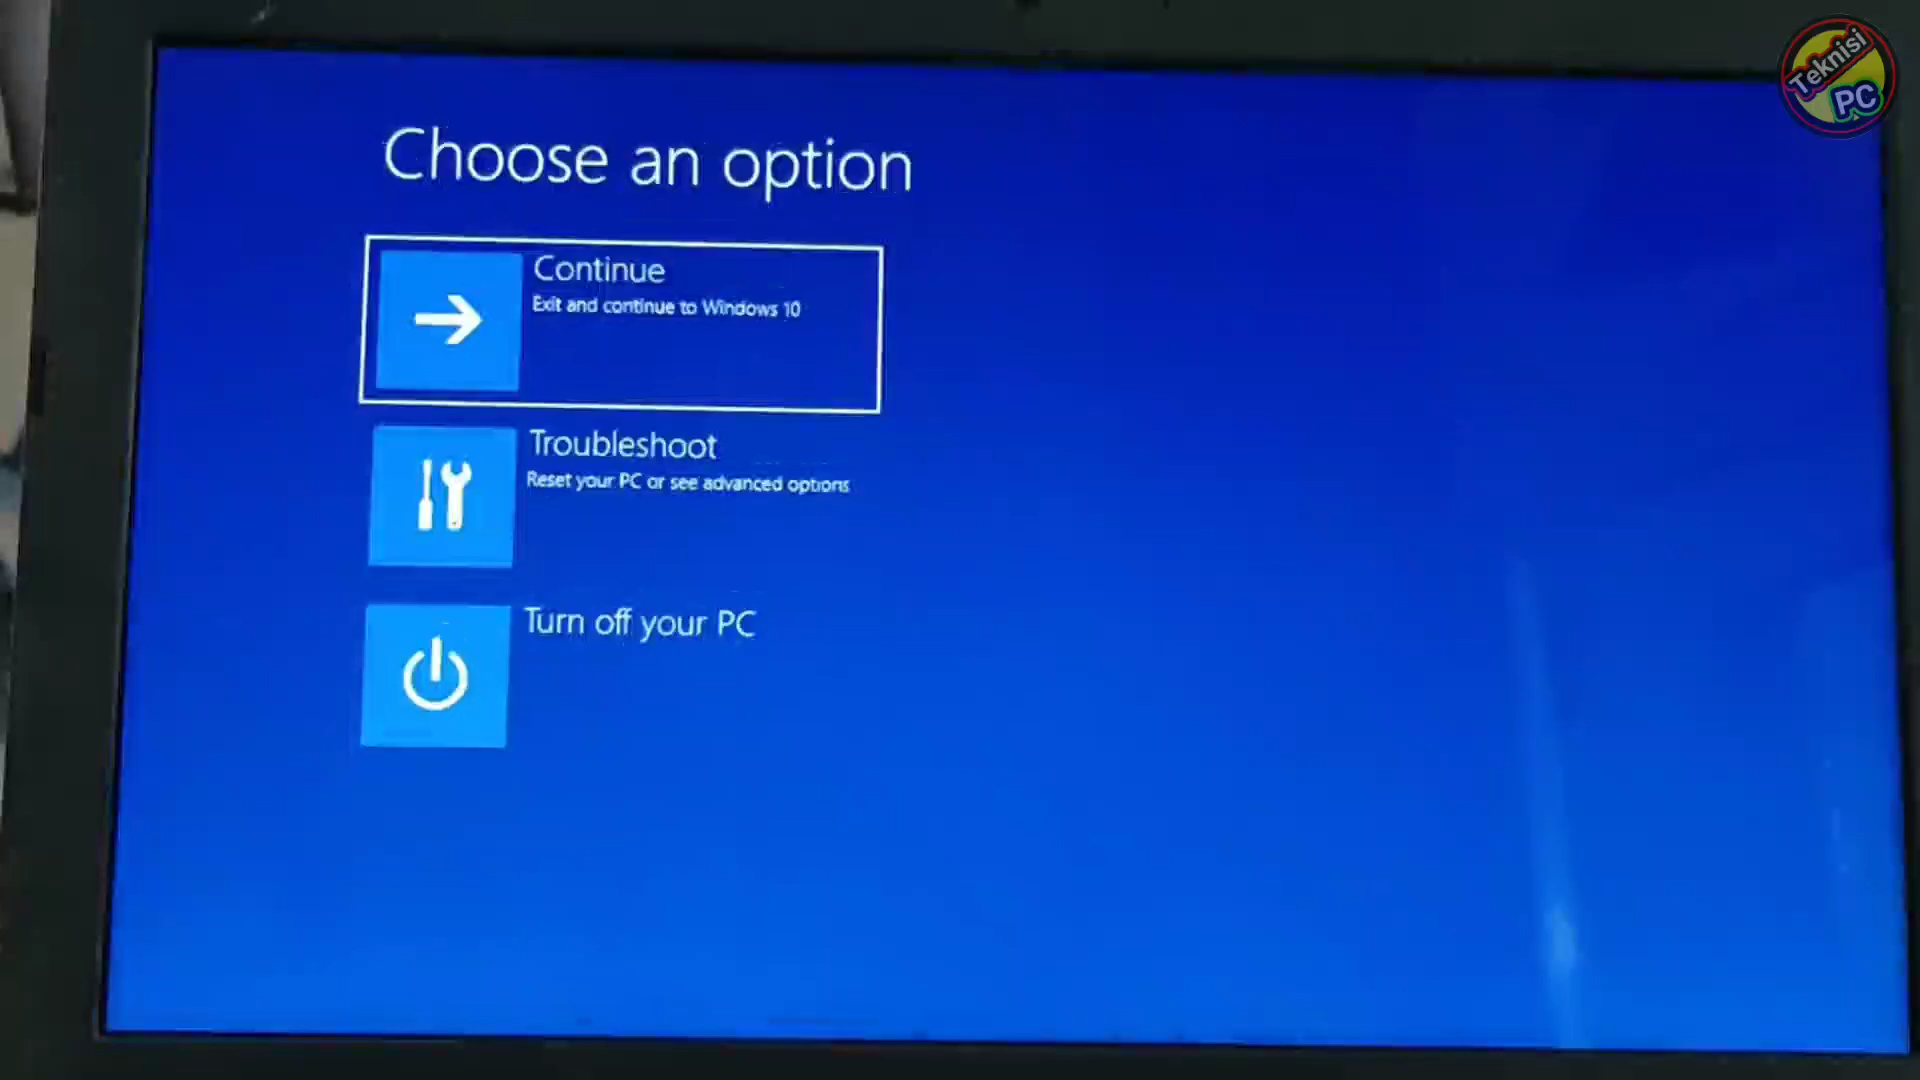 Teknisi
PC
Choose an option
Continue
Exit and continue to Windows 10
Troubleshoot
Reset your PC or see advanced options
Turn off your PC